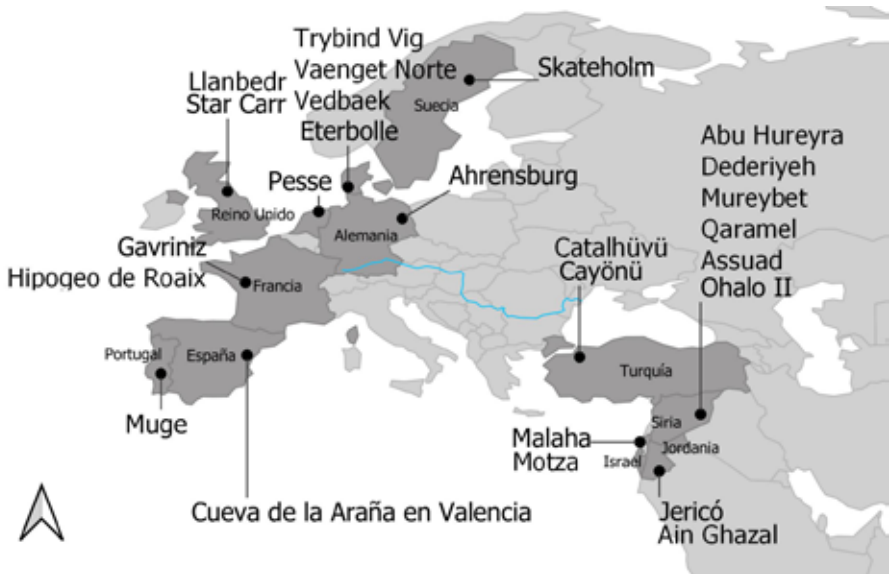 Trybind Vig
Vaenget Norte
Vedbaek
Eterbolle
Llanbedr
Star Carr
Skateholm
Suecia
Abu Hureyra
Dederiyeh
Mureybet
Qaramel
Assuad
Ohalo II
Pesse
Ahrensburg
Reino Unido
Alemania
Gavriniz
Hipogeo de Roaix
Francia
Catalhüvü
Cayönü
Portugal
España
Turquía
Muge
Siria
Malaha
Motza
Israel
Jordania
Cueva de la Araña en Valencia
Jericó
Ain Ghazal